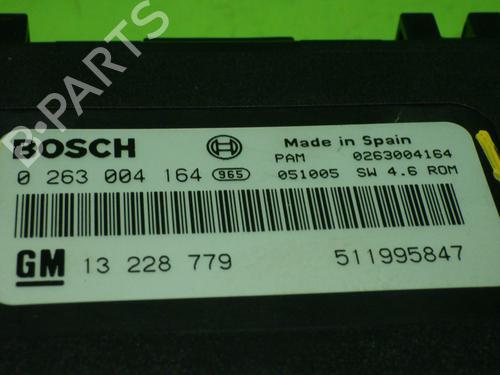 B-PARTS
BOSCH
Made in Spain
PAM 0263004164
0 263 004 164 965 051005 SW 4.6 ROM
GM 13 228 779 511995847